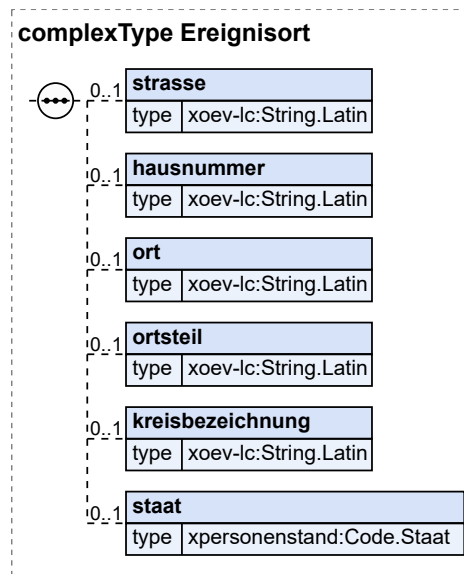 complexType Ereignisort
0..1 strasse
type xoev-lc:String.Latin
0..1 hausnummer
type xoev-lc:String.Latin
0..1 ort
type xoev-lc:String.Latin
0..1 ortsteil
type xoev-lc:String.Latin
0..1 kreisbezeichnung
type xoev-lc:String.Latin
0..1 staat
type xpersonenstand:Code.Staat